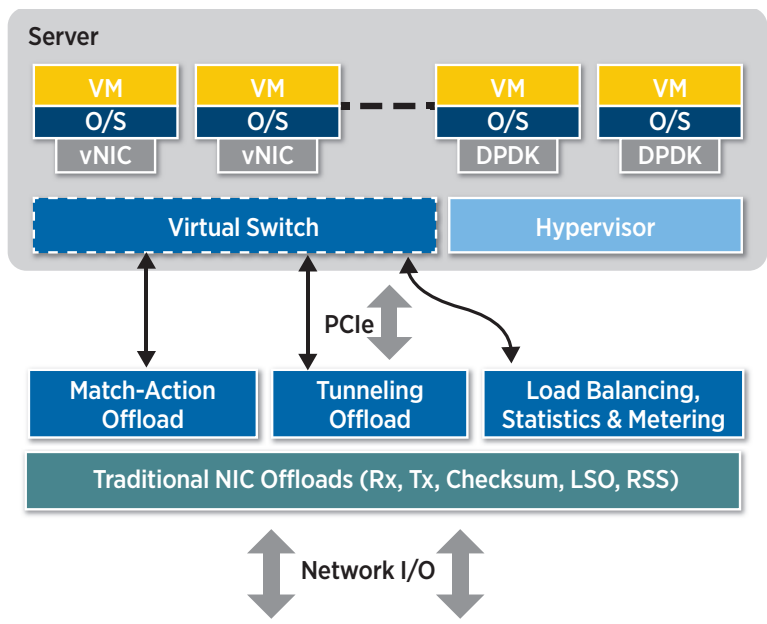 Server
VM
VM
VM
VM
O/S
O/S
O/S
O/S
vNIC
vNIC
DPDK
DPDK
Virtual Switch
Hypervisor
PCIe
Match-Action
Offload
Tunneling
Offload
Load Balancing,
Statistics & Metering
Traditional NIC Offloads (Rx, Tx, Checksum, LSO, RSS)
Network I/O